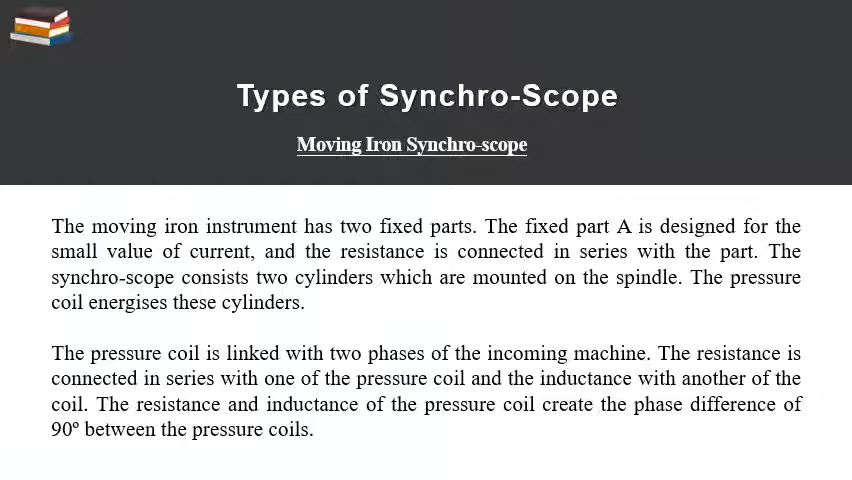 Types of Synchro-Scope
Moving Iron Synchro-scope
The moving iron instrument has two fixed parts. The fixed part A is designed for the
small value of current, and the resistance is connected in series with the part. The
synchro-scope consists two cylinders which are mounted on the spindle. The pressure
coil energises these cylinders.
The pressure coil is linked with two phases of the incoming machine. The resistance is
connected in series with one of the pressure coil and the inductance with another of the
coil. The resistance and inductance of the pressure coil create the phase difference of
90º between the pressure coils.